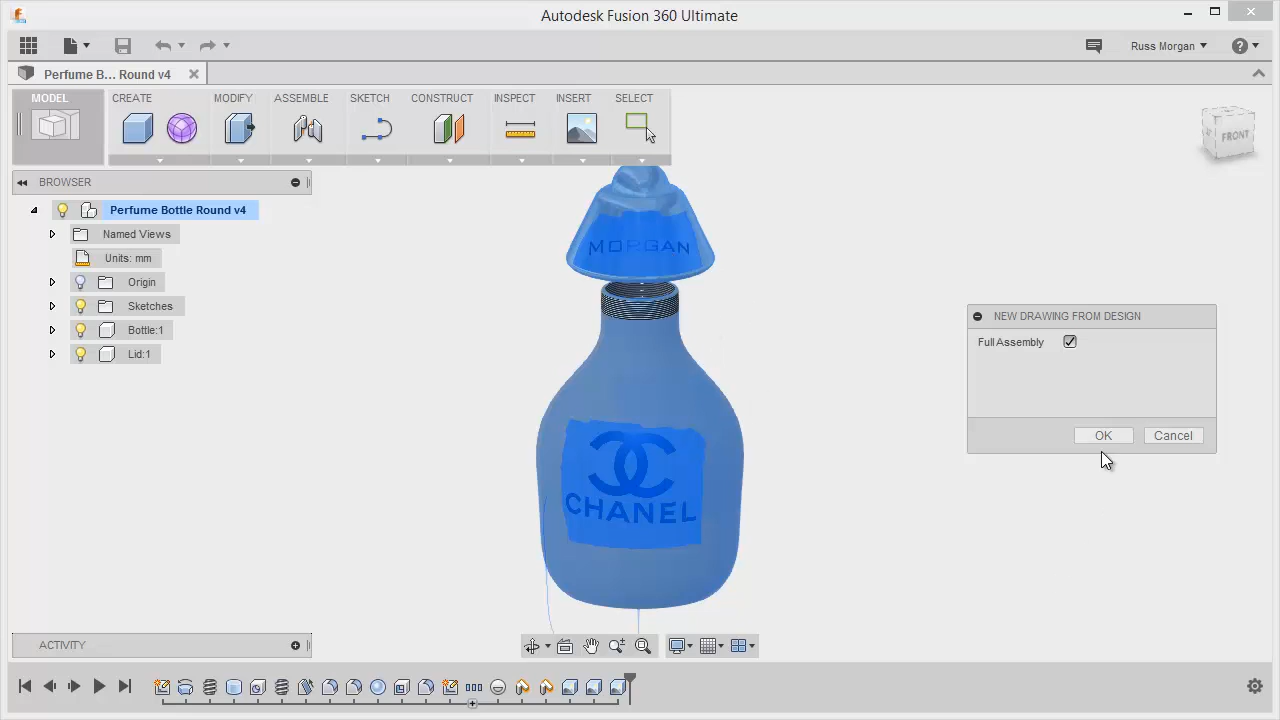 Autodesk Fusion 360 Ultimate
Russ Morgan
Perfume B... Round v4
MODEL
CREATE
MODIFY
ASSEMBLE
SKETCH
CONSTRUCT
INSPECT
INSERT
SELECT
FRONT
BROWSER
Perfume Bottle Round v4
Named Views
Units: mm
Origin
Sketches
Bottle:1
Lid:1
MORGAN
CHANEL
NEW DRAWING FROM DESIGN
Full Assembly
OK
Cancel
ACTIVITY